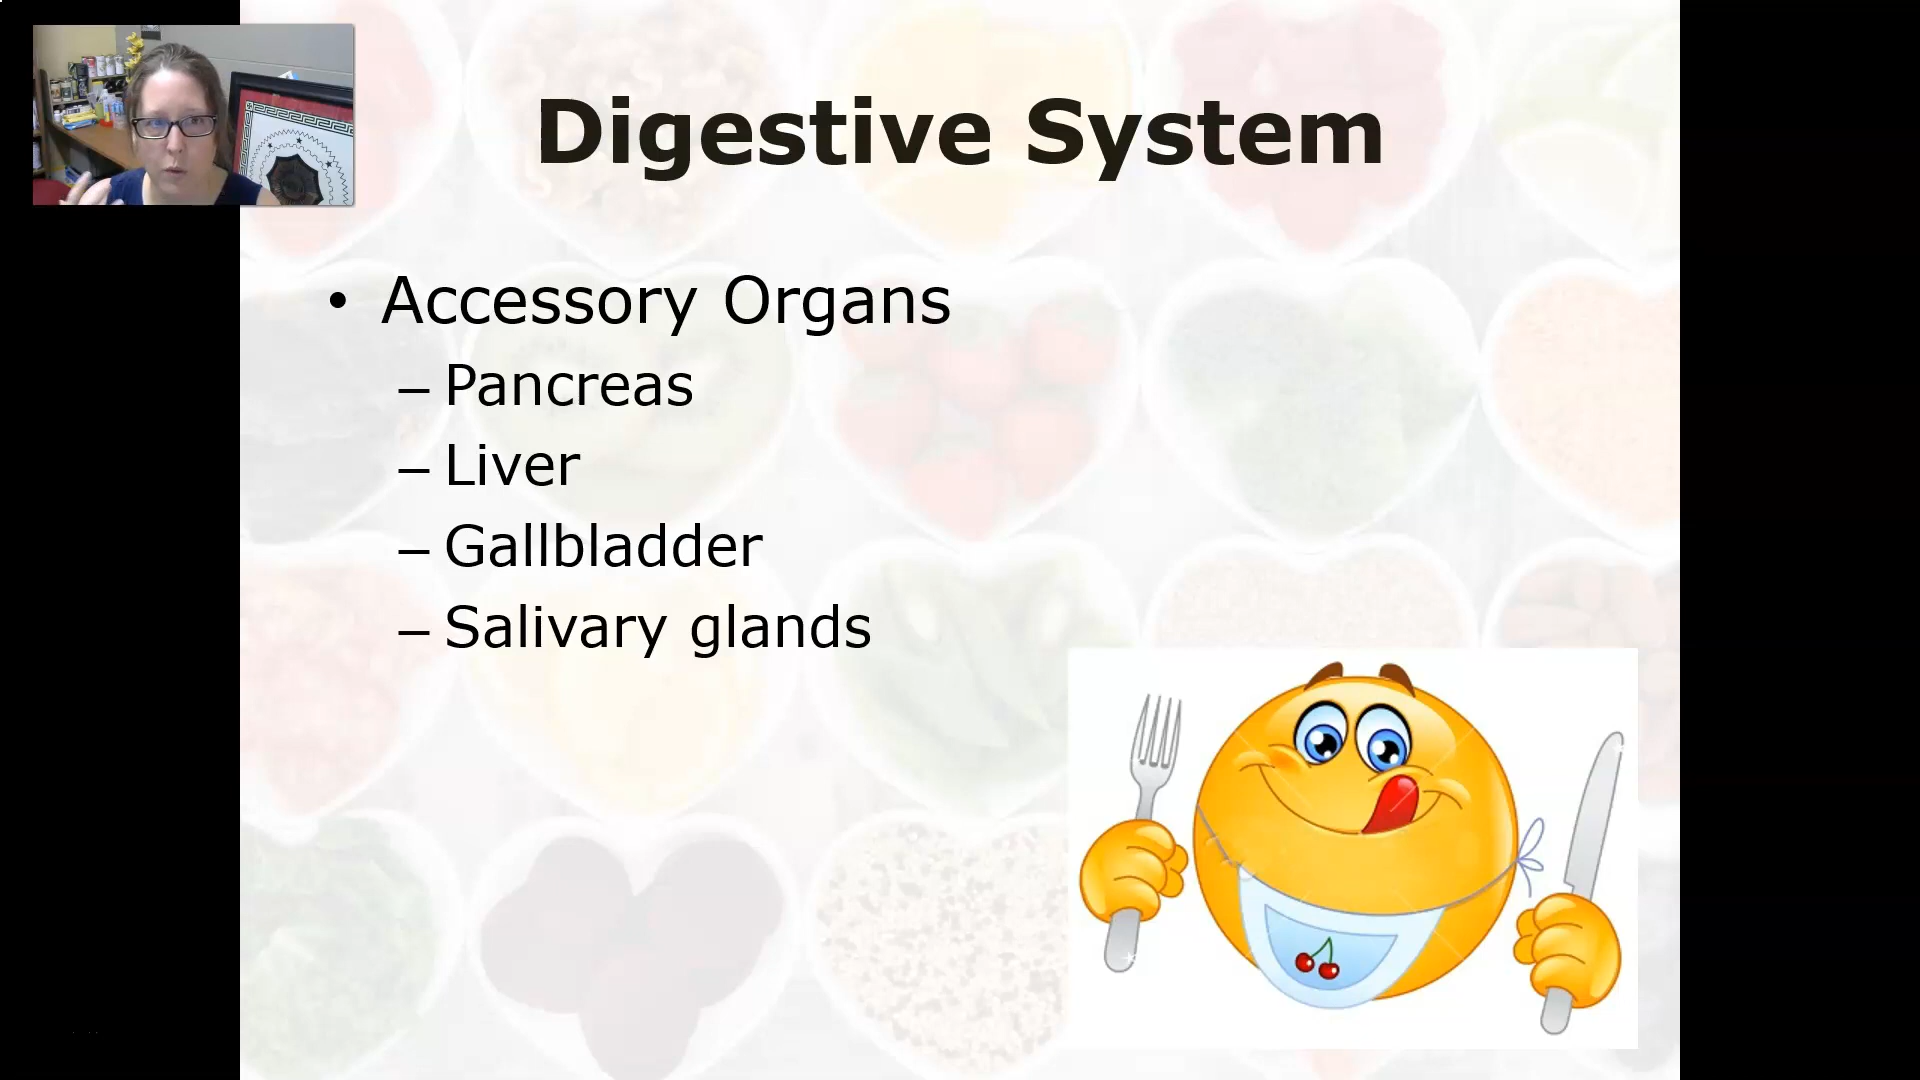 Digestive System
• Accessory Organs
– Pancreas
– Liver
– Gallbladder
– Salivary glands